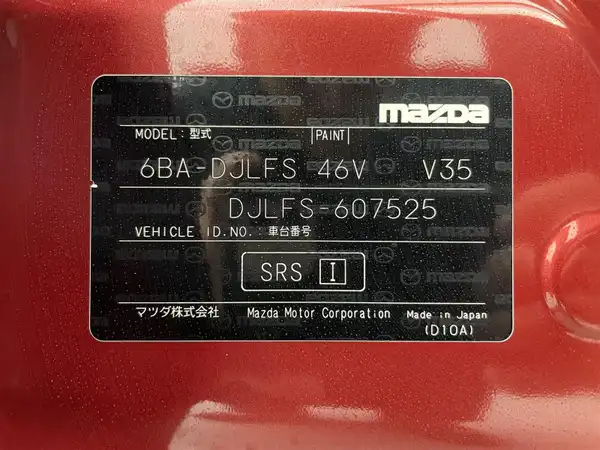 mazda
MODEL:型式 PAINT
6BA-DJLFS 46V V35
DJLFS-607525
VEHICLE ID.NO.:車台番号
SRS I
マツダ株式会社 Mazda Motor Corporation Made in Japan
(D10A)